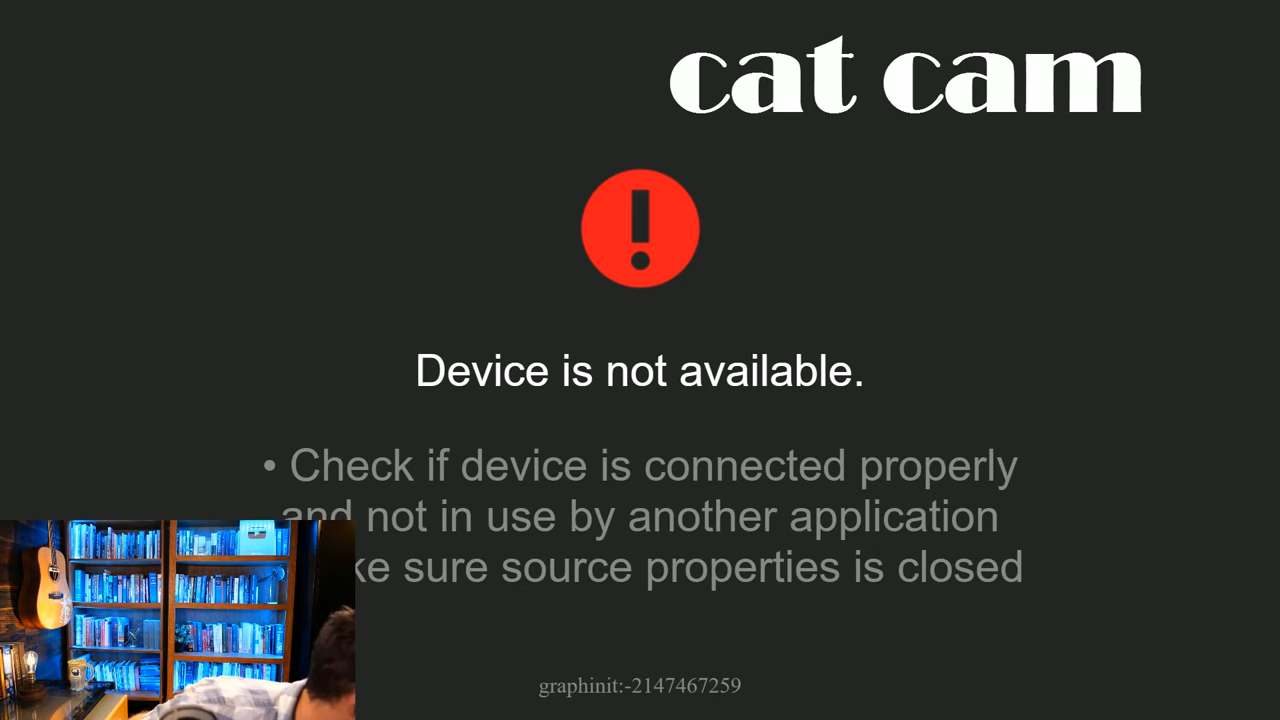 cat cam
Device is not available.
• Check if device is connected properly
and not in use by another application
sure source properties is closed
graphinit:-2147467259